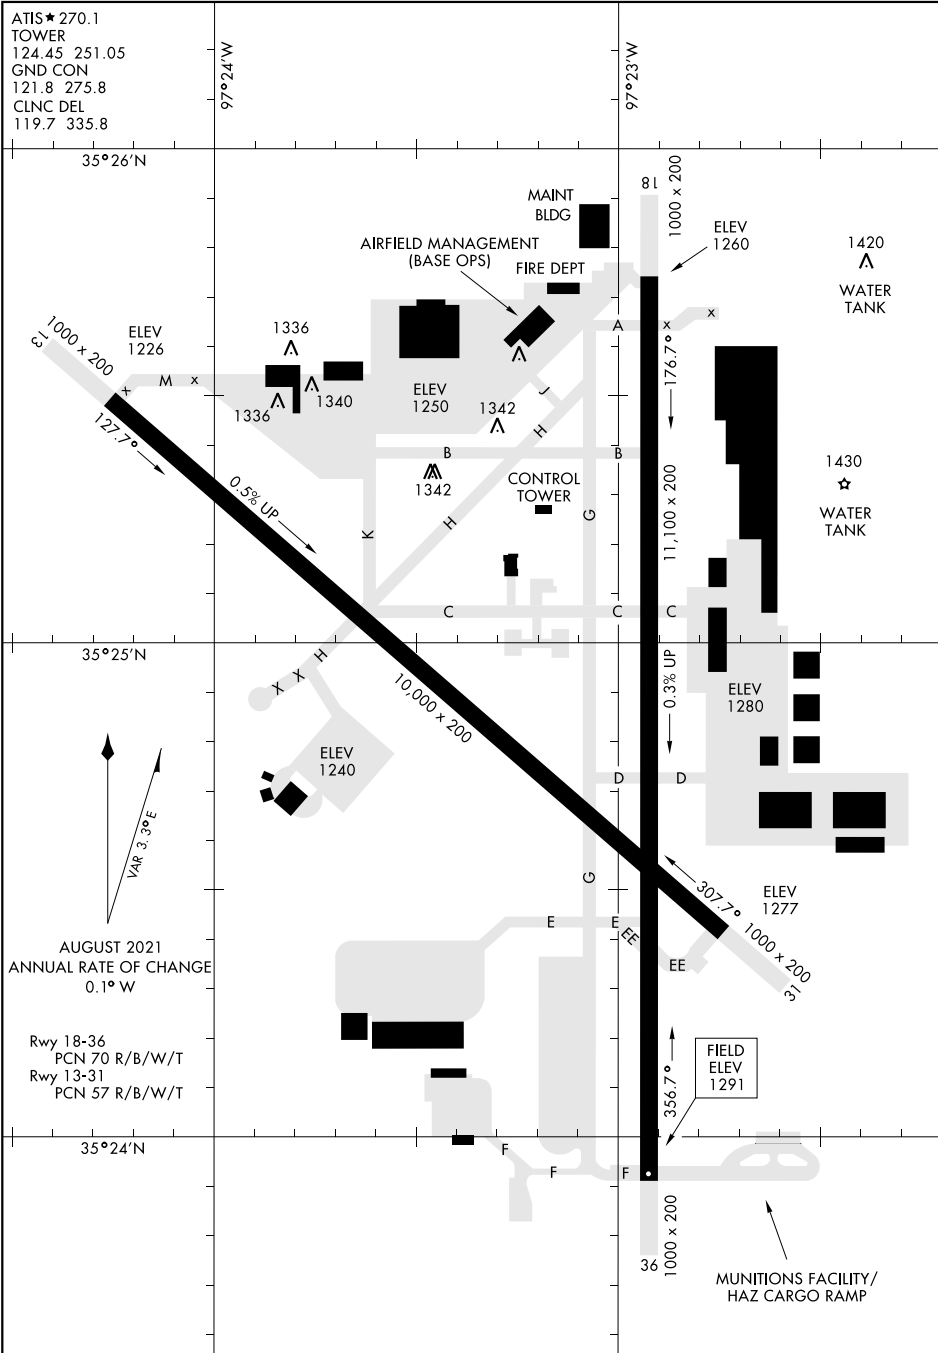 ATIS★ 270.1
TOWER
124.45 251.05
GND CON
121.8 275.8
CLNC DEL
119.7 335.8
97°24'W
97°23'W
35°26'N
18
1000 x 200
MAINT
BLDG
AIRFIELD MANAGEMENT
(BASE OPS)
FIRE DEPT
ELEV
1260
1420
WATER
TANK
13
1000 x 200
ELEV
1226
1336
A
x
x
176.7°
M
x
x
1336
1340
ELEV
1250
J
H
1342
127.7°
B
B
1342
0.5% UP
CONTROL
TOWER
11,100 x 200
1430
WATER
TANK
K
H
G
C
C
C
35°25'N
H
X
X
10,000 x 200
0.3% UP
ELEV
1280
ELEV
1240
D
D
VAR 3.3° E
G
307.7°
ELEV
1277
E
E
EE
EE
1000 x 200
31
AUGUST 2021
ANNUAL RATE OF CHANGE
0.1° W
Rwy 18-36
PCN 70 R/B/W/T
Rwy 13-31
PCN 57 R/B/W/T
356.7°
FIELD
ELEV
1291
35°24'N
F
F
F
36
1000 x 200
MUNITIONS FACILITY/
HAZ CARGO RAMP